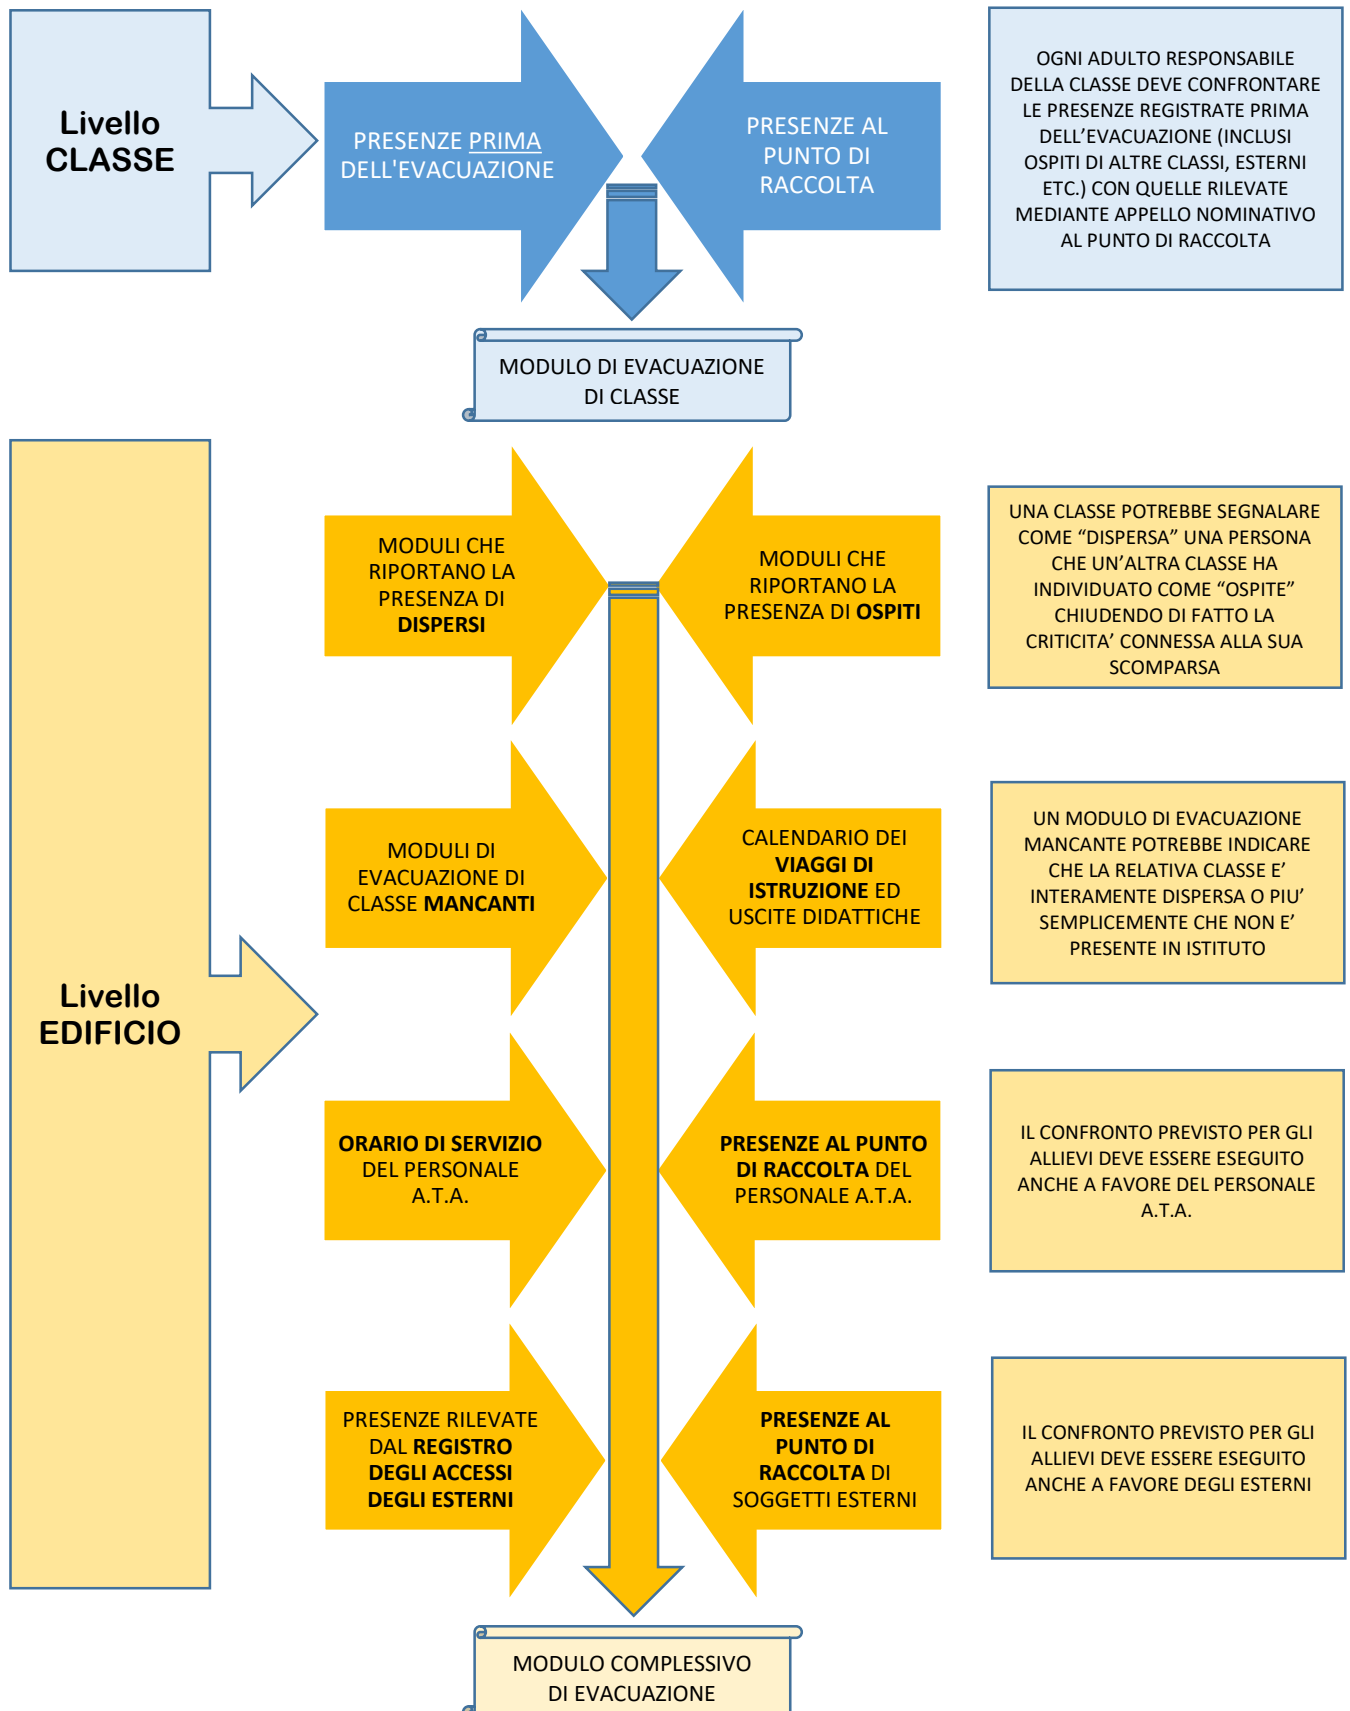 Livello
CLASSE
PRESENZE PRIMA
DELL'EVACUAZIONE
PRESENZE AL
PUNTO DI
RACCOLTA
OGNI ADULTO RESPONSABILE
DELLA CLASSE DEVE CONFRONTARE
LE PRESENZE REGISTRATE PRIMA
DELL’EVACUAZIONE (INCLUSI
OSPITI DI ALTRE CLASSI, ESTERNI
ETC.) CON QUELLE RILEVATE
MEDIANTE APPELLO NOMINATIVO
AL PUNTO DI RACCOLTA
MODULO DI EVACUAZIONE
DI CLASSE
Livello
EDIFICIO
MODULI CHE
RIPORTANO LA
PRESENZA DI
DISPERSI
MODULI CHE
RIPORTANO LA
PRESENZA DI OSPITI
UNA CLASSE POTREBBE SEGNALARE
COME “DISPERSA” UNA PERSONA
CHE UN’ALTRA CLASSE HA
INDIVIDUATO COME “OSPITE”
CHIUDENDO DI FATTO LA
CRITICITA’ CONNESSA ALLA SUA
SCOMPARSA
MODULI DI
EVACUAZIONE DI
CLASSE MANCANTI
CALENDARIO DEI
VIAGGI DI
ISTRUZIONE ED
USCITE DIDATTICHE
UN MODULO DI EVACUAZIONE
MANCANTE POTREBBE INDICARE
CHE LA RELATIVA CLASSE E’
INTERAMENTE DISPERSA O PIU’
SEMPLICEMENTE CHE NON E’
PRESENTE IN ISTITUTO
ORARIO DI SERVIZIO
DEL PERSONALE
A.T.A.
PRESENZE AL PUNTO
DI RACCOLTA DEL
PERSONALE A.T.A.
IL CONFRONTO PREVISTO PER GLI
ALLIEVI DEVE ESSERE ESEGUITO
ANCHE A FAVORE DEL PERSONALE
A.T.A.
PRESENZE RILEVATE
DAL REGISTRO
DEGLI ACCESSI
DEGLI ESTERNI
PRESENZE AL
PUNTO DI
RACCOLTA DI
SOGGETTI ESTERNI
IL CONFRONTO PREVISTO PER GLI
ALLIEVI DEVE ESSERE ESEGUITO
ANCHE A FAVORE DEGLI ESTERNI
MODULO COMPLESSIVO
DI EVACUAZIONE